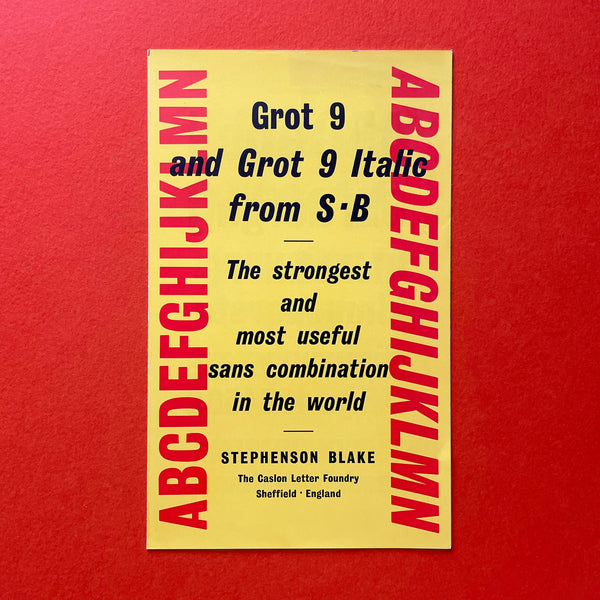 ABCDEFGHIJKLMN
Grot 9
and Grot 9 Italic
from S·B
The strongest
and
most useful
sans combination
in the world
STEPHENSON BLAKE
The Caslon Letter Foundry
Sheffield · England
ABCDEFGHIJKLMN